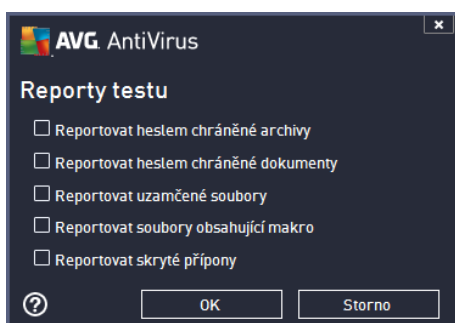 AVG. AntiVirus
Reporty testu
Reportovat heslem chráněné archivy
Reportovat heslem chráněné dokumenty
Reportovat uzamčené soubory
Reportovat soubory obsahující makro
Reportovat skryté přípony
OK Storno